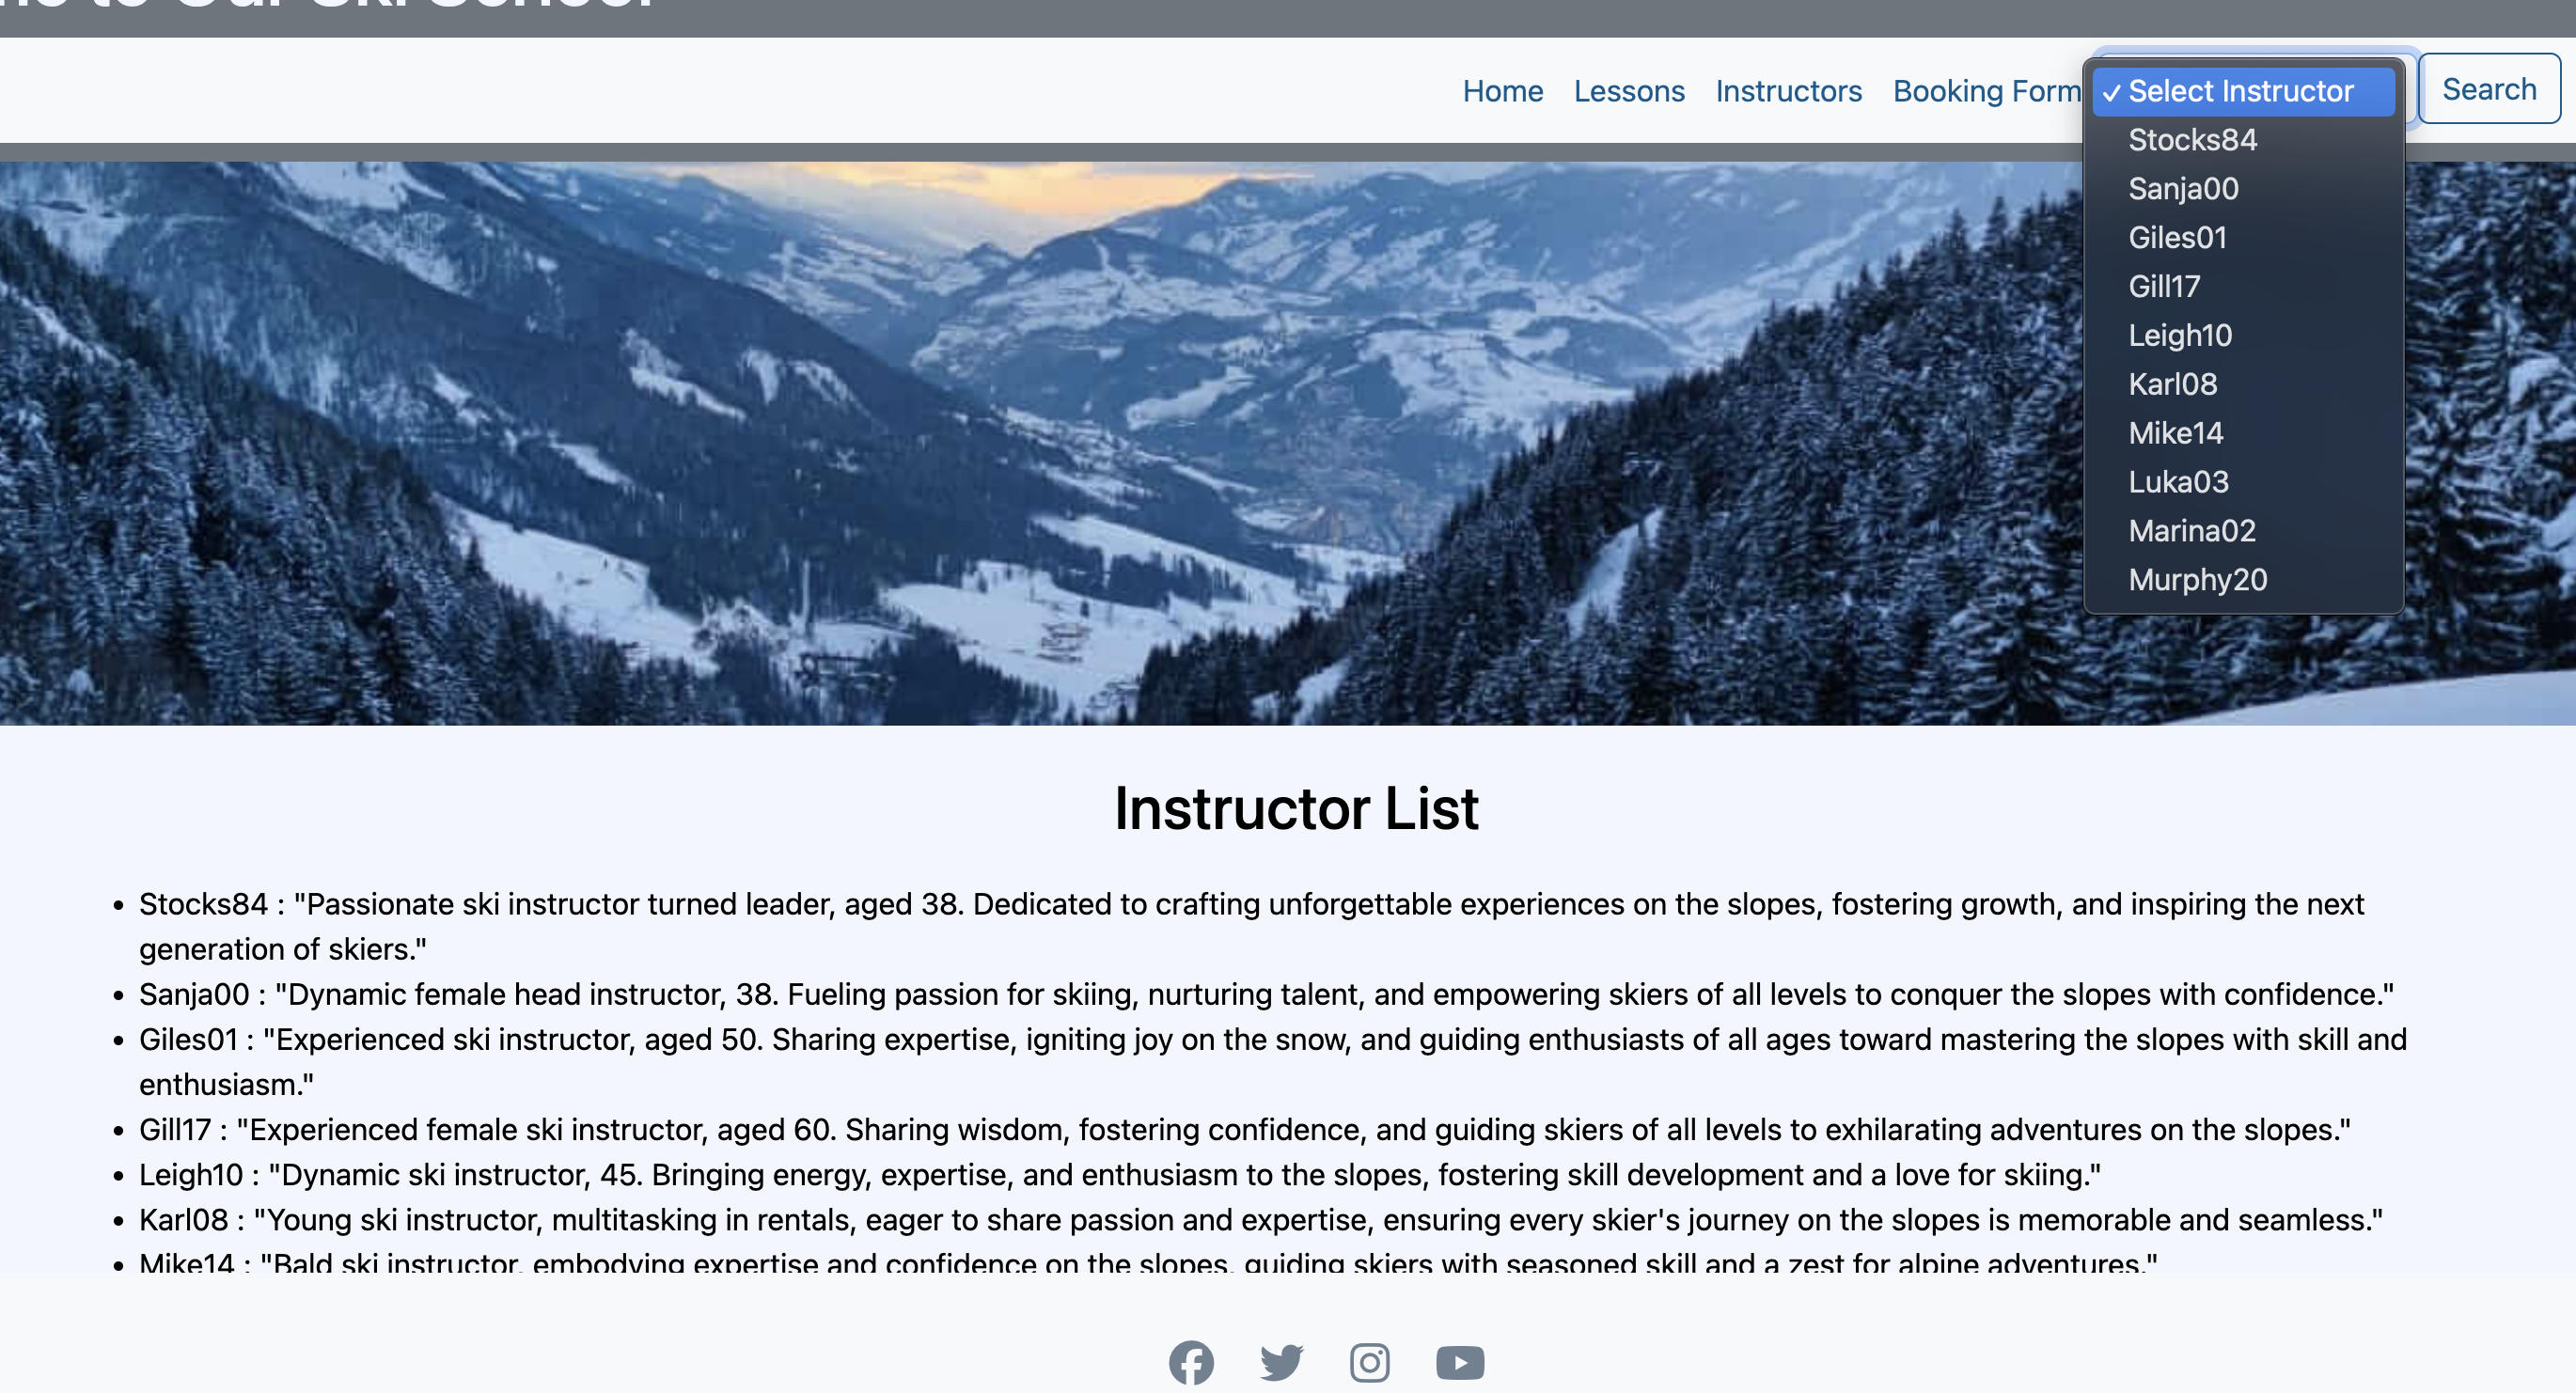 to Our Ski School
Home Lessons Instructors Booking Form Select Instructor Search
Stocks84
Sanja00
Giles01
Gill17
Leigh10
Karl08
Mike14
Luka03
Marina02
Murphy20
Instructor List
• Stocks84 : "Passionate ski instructor turned leader, aged 38. Dedicated to crafting unforgettable experiences on the slopes, fostering growth, and inspiring the next
generation of skiers."
• Sanja00 : "Dynamic female head instructor, 38. Fueling passion for skiing, nurturing talent, and empowering skiers of all levels to conquer the slopes with confidence."
• Giles01 : "Experienced ski instructor, aged 50. Sharing expertise, igniting joy on the snow, and guiding enthusiasts of all ages toward mastering the slopes with skill and
enthusiasm."
• Gill17 : "Experienced female ski instructor, aged 60. Sharing wisdom, fostering confidence, and guiding skiers of all levels to exhilarating adventures on the slopes."
• Leigh10 : "Dynamic ski instructor, 45. Bringing energy, expertise, and enthusiasm to the slopes, fostering skill development and a love for skiing."
• Karl08 : "Young ski instructor, multitasking in rentals, eager to share passion and expertise, ensuring every skier's journey on the slopes is memorable and seamless."
• Mike14 : "Bald ski instructor, embodying expertise and confidence on the slopes, guiding skiers with seasoned skill and a zest for alpine adventures."